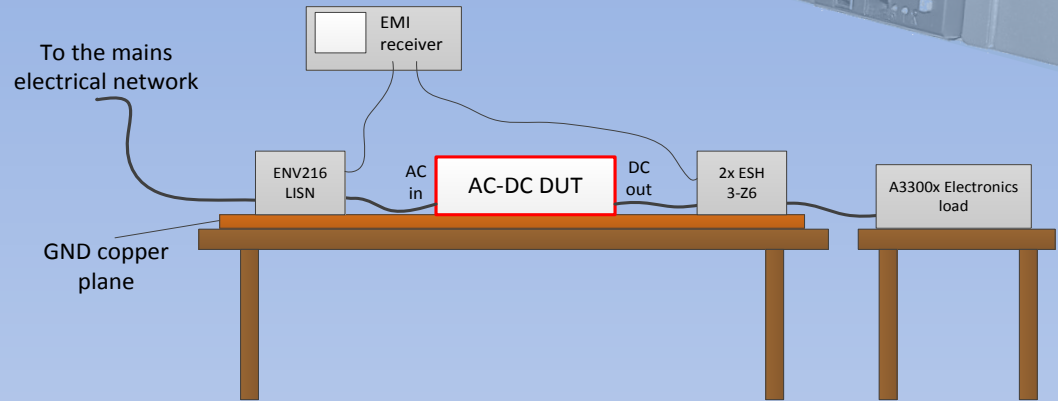 EMI
receiver
To the mains
electrical network
ENV216
LISN
AC
in
AC-DC DUT
DC
out
2x ESH
3-Z6
A3300x Electronics
load
GND copper
plane